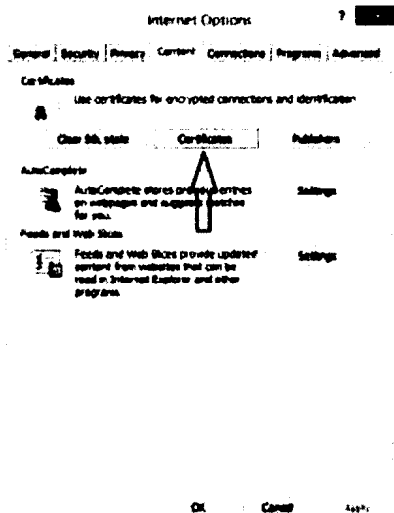 Internet Options
?
General Security Privacy Content Connections Programs Advanced
Certificates
Use certificates for encrypted connections and identification
Clear SSL state Certificates Publishers
AutoComplete
AutoComplete stores previous entries
on webpages and suggests matches
for you.
Settings
Feeds and Web Slices
Feeds and Web Slices provide updated
content from websites that can be
read in Internet Explorer and other
programs.
Settings
OK Cancel Apply